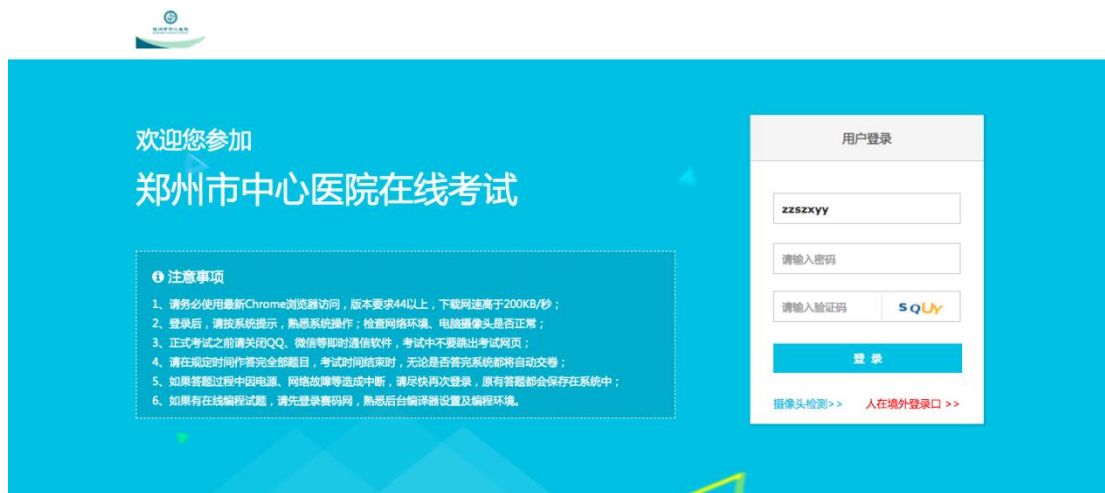 郑州市中心医院
欢迎您参加
郑州市中心医院在线考试
注意事项
1、请务必使用最新Chrome浏览器访问，版本要求44以上，下载网速高于200KB/秒；
2、登录后，请按系统提示，熟悉系统操作；检查网络环境、电脑摄像头是否正常；
3、正式考试之前请关闭QQ、微信等即时通信软件，考试中不要跳出考试网页；
4、请在规定时间作答完全部题目，考试时间结束时，无论是否答完系统都将自动交卷；
5、如果答题过程中因电源、网络故障等造成中断，请尽快再次登录，原有答题都会保存在系统中；
6、如果有在线编程试题，请先登录赛码网，熟悉后台编译器设置及编程环境。
用户登录
zzszxyy
请输入密码
请输入验证码 SQUy
登 录
摄像头检测>> 人在境外登录口 >>